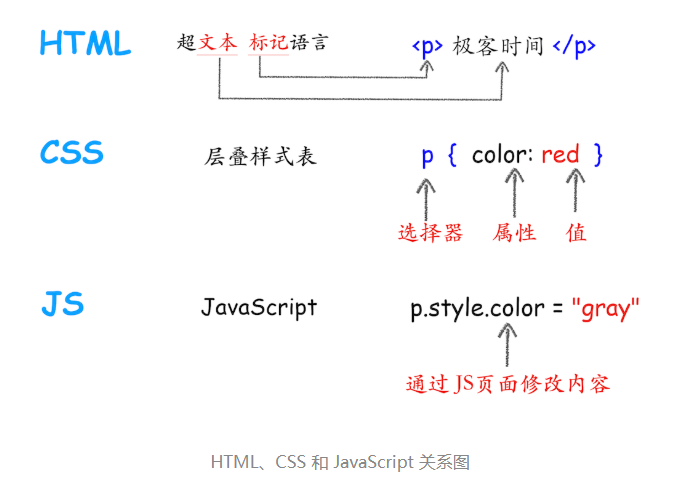 HTML 超文本 标记语言 <p> 极客时间 </p>
CSS 层叠样式表 p { color: red }
选择器 属性 值
JS JavaScript p.style.color = "gray"
通过JS页面修改内容
HTML、CSS 和 JavaScript 关系图